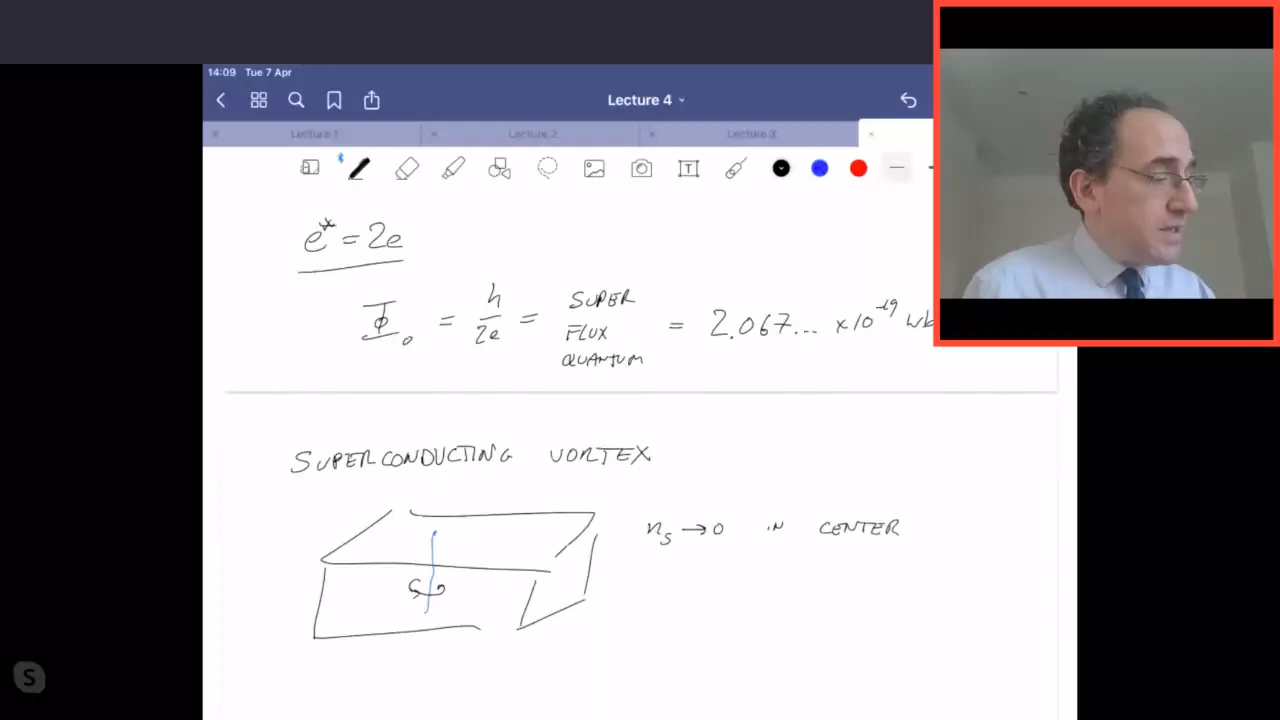 14:09 Tue 7 Apr
Lecture 4
Lecture 1
Lecture 2
Lecture 3
T
e* = 2e
Φ₀ = h/2e = SUPER FLUX QUANTUM = 2.067... ×10⁻¹⁹ Wb
SUPERCONDUCTING VORTEX
nₛ → 0 IN CENTER
S